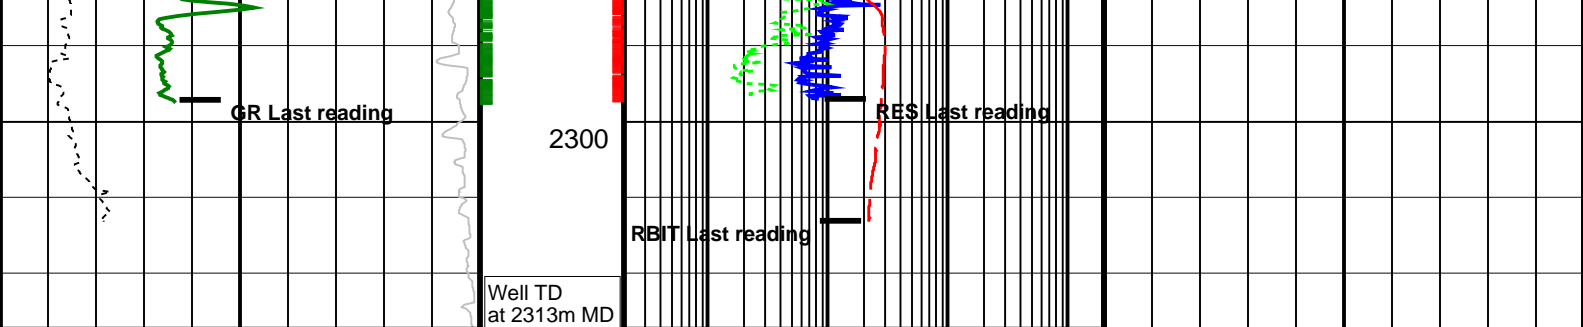 GR Last reading
RES Last reading
2300
RBIT Last reading
Well TD
at 2313m MD